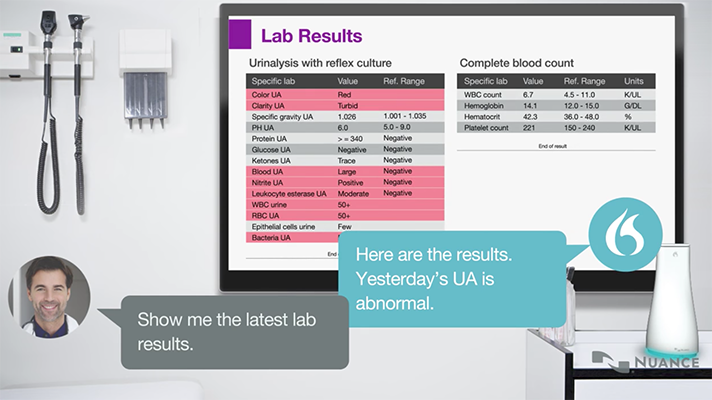 Lab Results
Urinalysis with reflex culture
Specific lab Value Ref. Range
Color UA Red
Clarity UA Turbid
Specific gravity UA 1.026 1.001 - 1.035
PH UA 6.0 5.0 - 9.0
Protein UA > = 340 Negative
Glucose UA Negative Negative
Ketones UA Trace Negative
Blood UA Large Negative
Nitrite UA Positive Negative
Leukocyte esterase UA Moderate Negative
WBC urine 50+
RBC UA 50+
Epithelial cells urine Few
Bacteria UA
End
Complete blood count
Specific lab Value Ref. Range Units
WBC count 6.7 4.5 - 11.0 K/UL
Hemoglobin 14.1 12.0 - 15.0 G/DL
Hematocrit 42.3 36.0 - 48.0 %
Platelet count 221 150 - 240 K/UL
End of result
Here are the results.
Yesterday's UA is
abnormal.
Show me the latest lab
results.
NUANCE